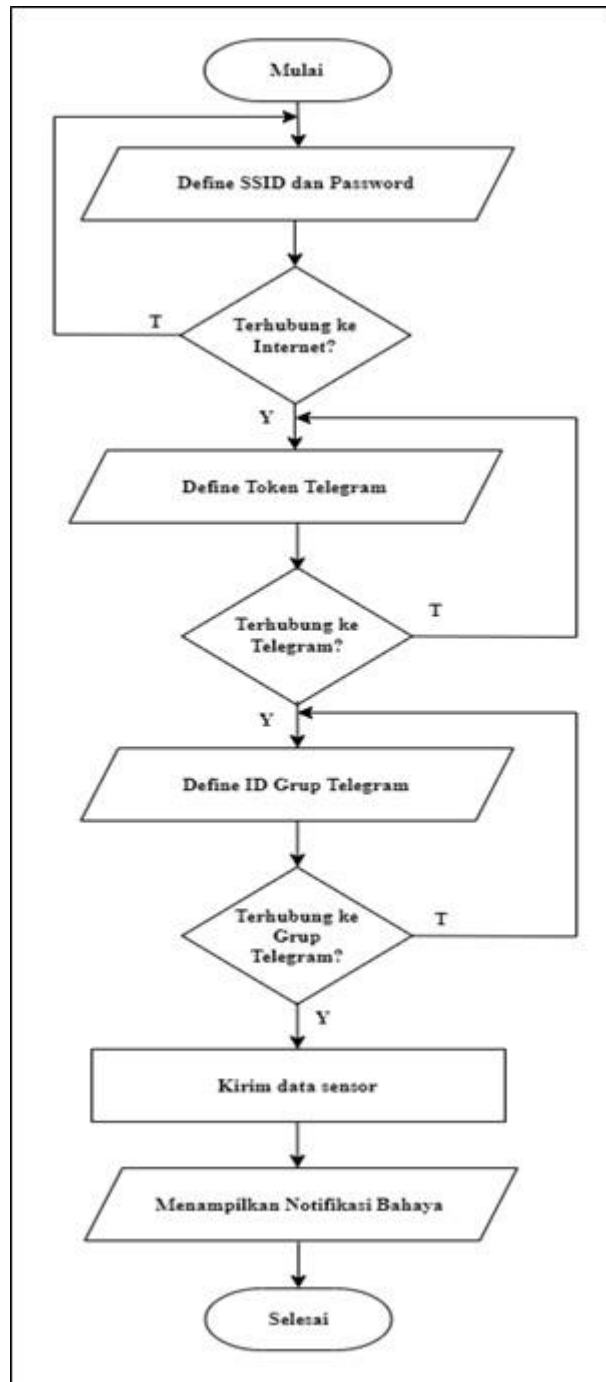 Mulai
Define SSID dan Password
T
Terhubung ke
Internet?
Y
Define Token Telegram
T
Terhubung ke
Telegram?
Y
Define ID Grup Telegram
T
Terhubung ke
Grup
Telegram?
Y
Kirim data sensor
Menampilkan Notifikasi Bahaya
Selesai